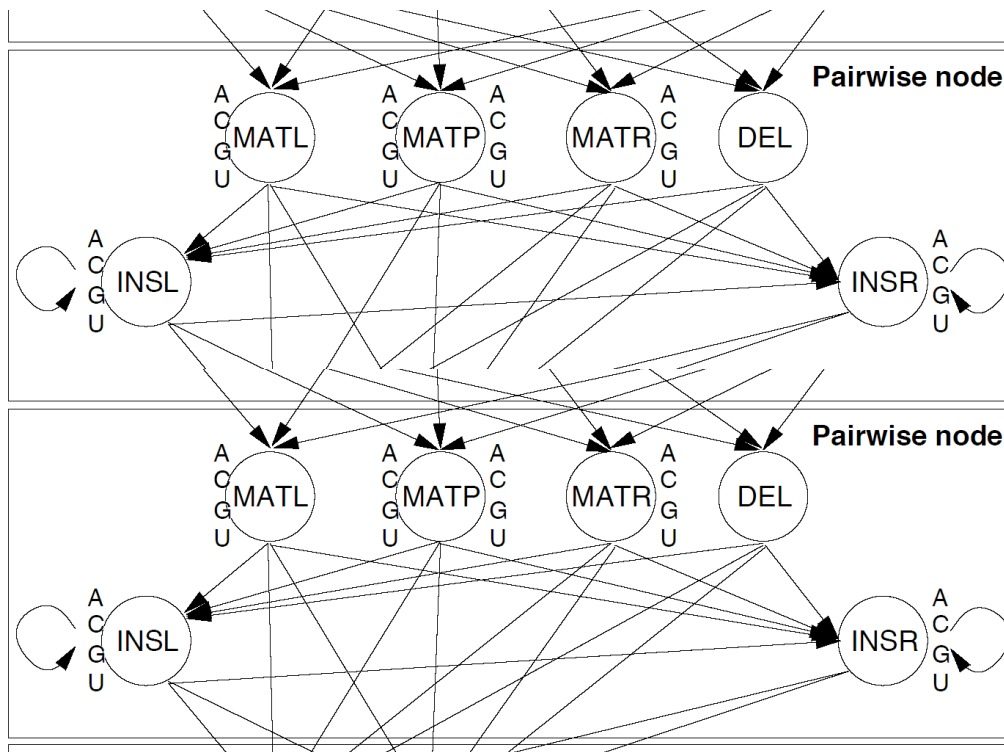 Pairwise node
A A A A
C C C C
G G G G
U U U U
MATL MATP MATR DEL
A A
C C
G G
U U
INSL INSR
Pairwise node
A A A A
C C C C
G G G G
U U U U
MATL MATP MATR DEL
A A
C C
G G
U U
INSL INSR